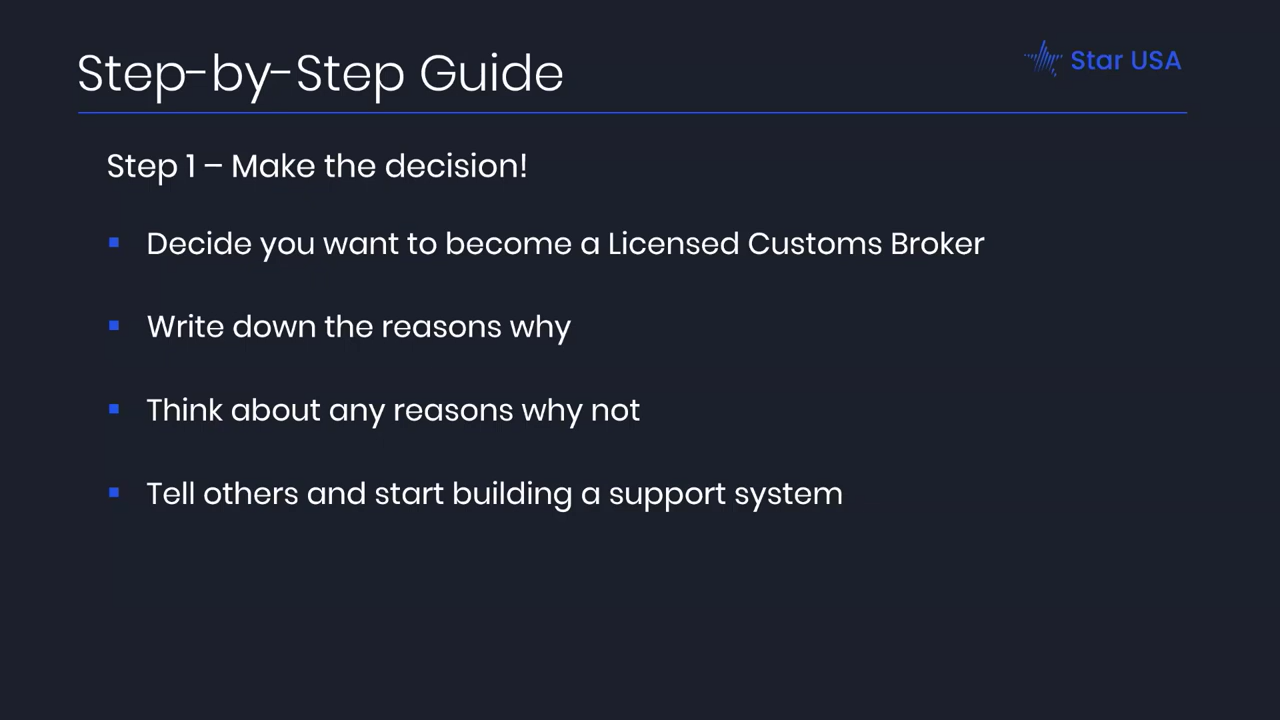 Step-by-Step Guide
Star USA
Step 1 – Make the decision!
Decide you want to become a Licensed Customs Broker
Write down the reasons why
Think about any reasons why not
Tell others and start building a support system